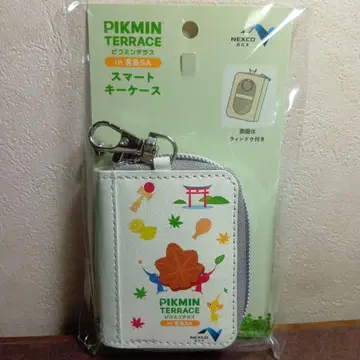 PIKMIN
TERRACE
ピクミンテラス
in 宮島SA
スマート
キーケース
NEXCO
西日本
側面は
ウィンドウ付き
PIKMIN
TERRACE
ピクミンテラス
in 宮島SA
NEXCO